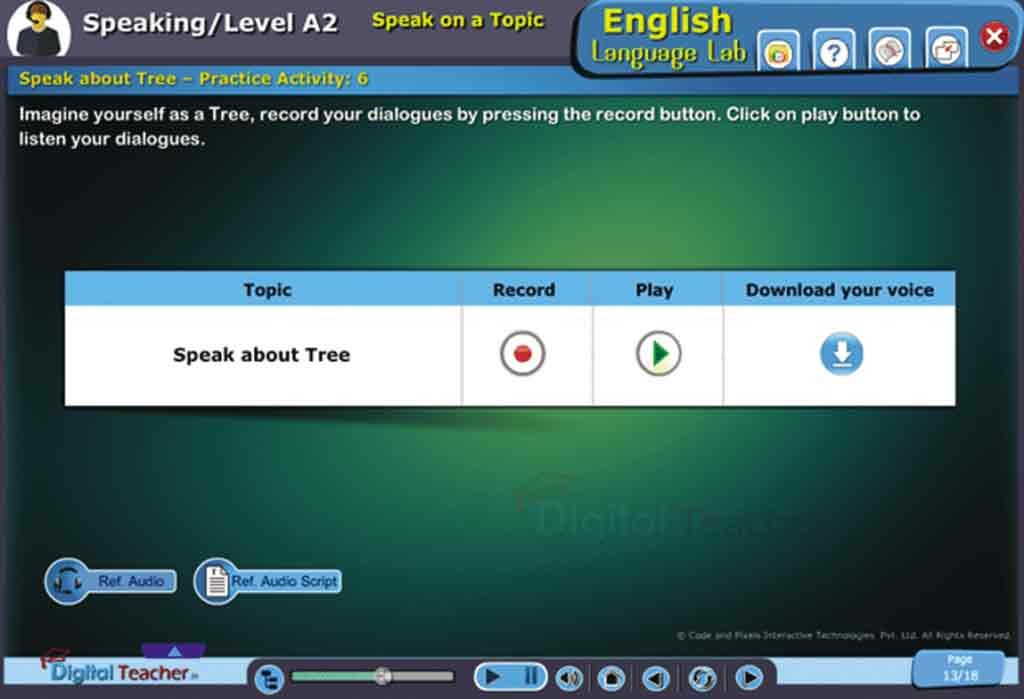 Speaking/Level A2
Speak on a Topic
English
Language Lab
Speak about Tree – Practice Activity: 6
Imagine yourself as a Tree, record your dialogues by pressing the record button. Click on play button to
listen your dialogues.
Topic
Record
Play
Download your voice
Speak about Tree
Digital Teacher
Ref. Audio
Ref. Audio Script
© Code and Pixels Interactive Technologies. Pvt. Ltd. All Rights Reserved.
Digital Teacher.in
Page
13/18